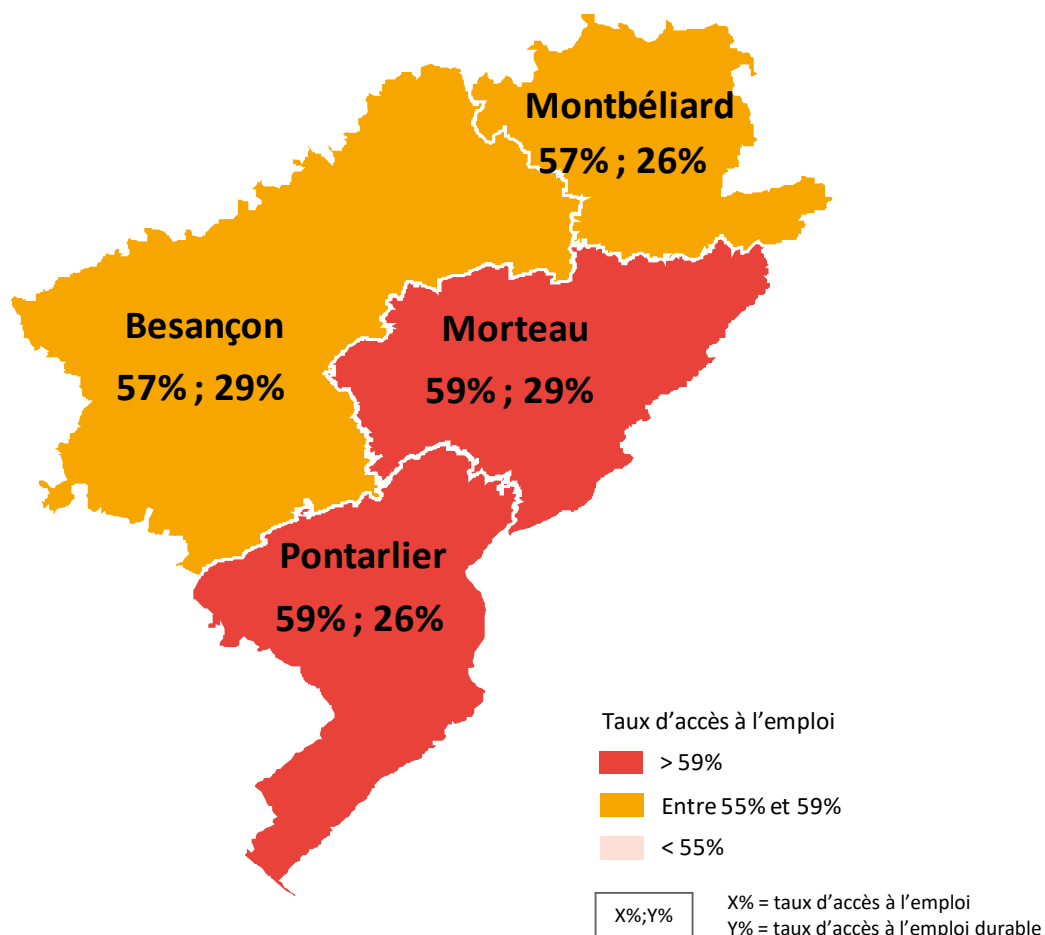 Montbéliard
57% ; 26%
Besançon
57% ; 29%
Morteau
59% ; 29%
Pontarlier
59% ; 26%
Taux d’accès à l’emploi
> 59%
Entre 55% et 59%
< 55%
X%;Y%
X% = taux d’accès à l’emploi
Y% = taux d’accès à l’emploi durable